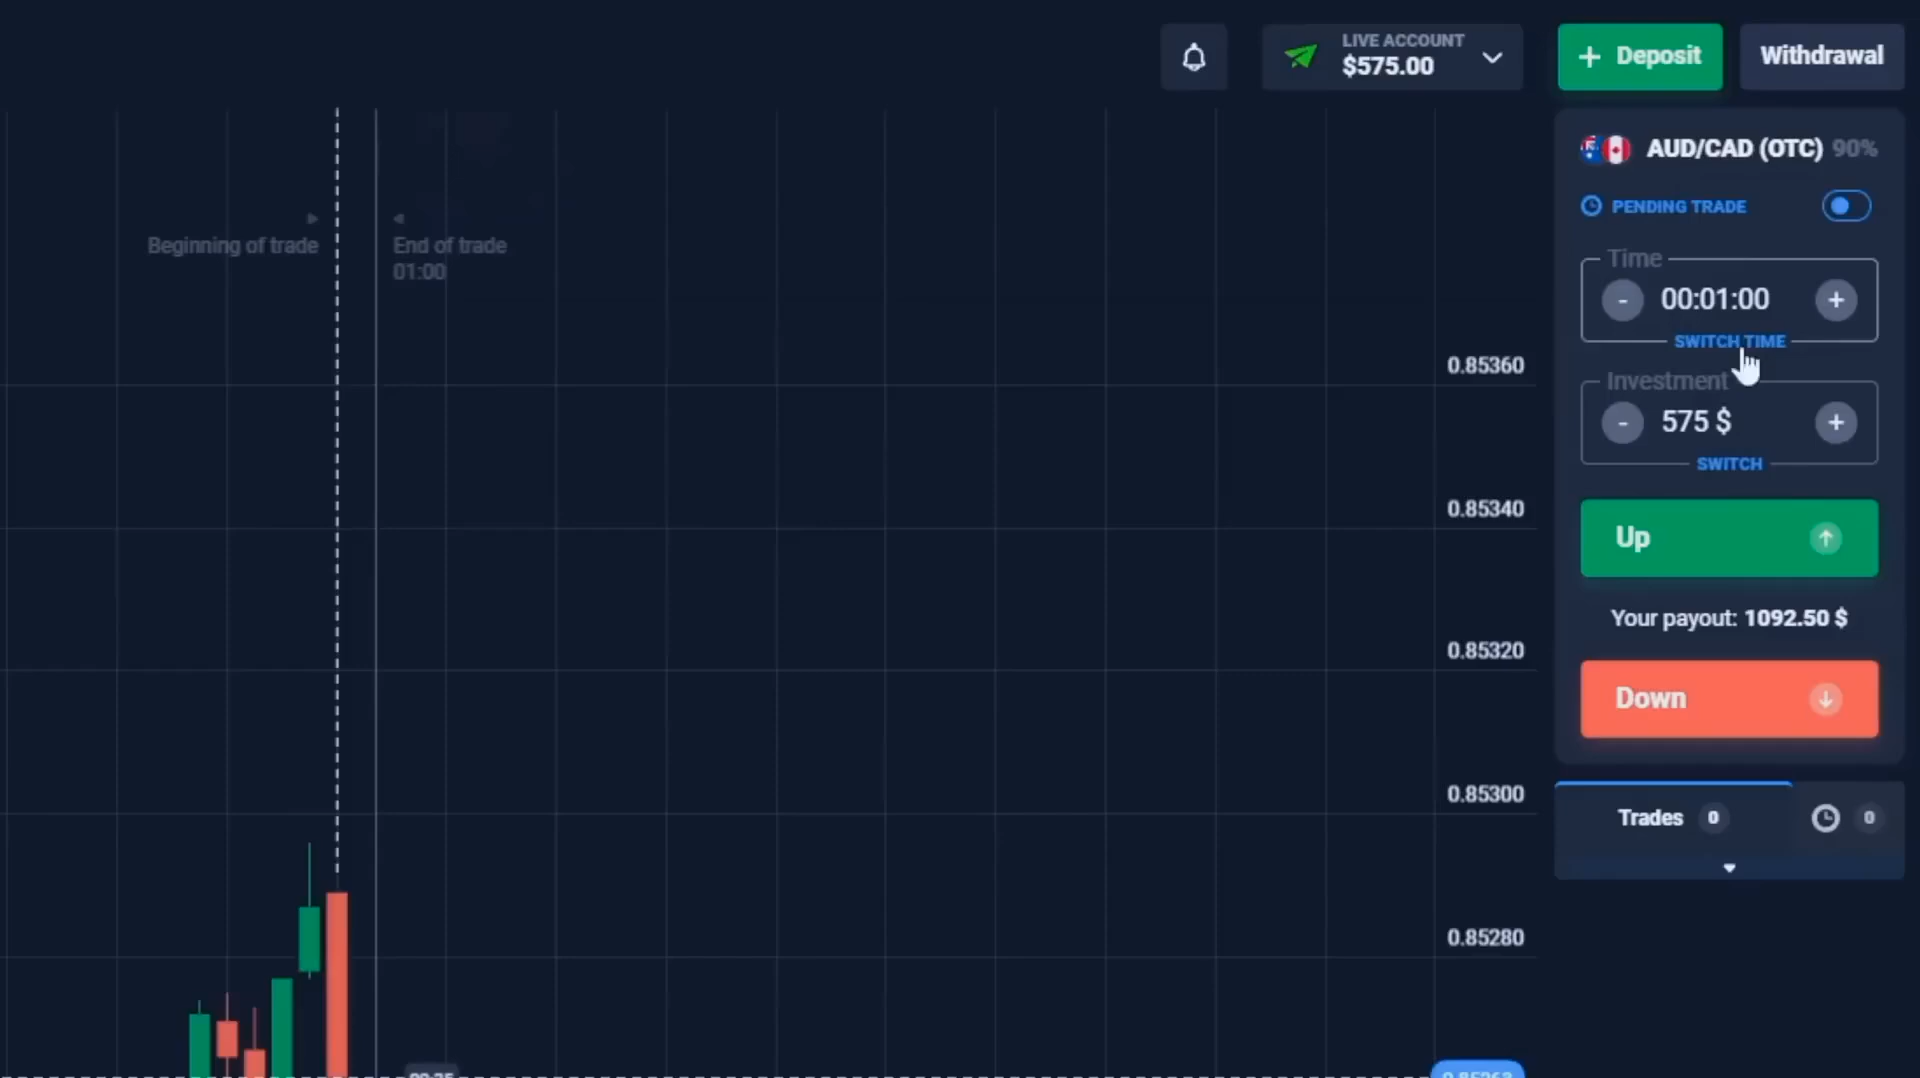 LIVE ACCOUNT
$575.00
+ Deposit
Withdrawal
AUD/CAD (OTC) 90%
PENDING TRADE
Beginning of trade
End of trade
01:00
Time
- 00:01:00 +
SWITCH TIME
Investment
- 575 $ +
SWITCH
Up
Your payout: 1092.50 $
Down
Trades 0
0
0.85360
0.85340
0.85320
0.85300
0.85280